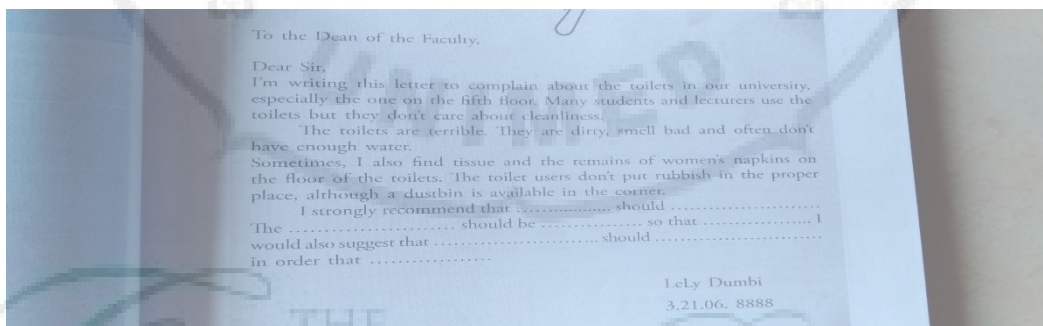 To the Dean of the Faculty,
Dear Sir,
I'm writing this letter to complain about the toilets in our university,
especially the one on the fifth floor. Many students and lecturers use the
toilets but they don't care about cleanliness.
The toilets are terrible. They are dirty, smell bad and often don't
have enough water.
Sometimes, I also find tissue and the remains of women's napkins on
the floor of the toilets. The toilet users don't put rubbish in the proper
place, although a dustbin is available in the corner.
I strongly recommend that ................... should ..........................
The ........................... should be .............. so that .................... I
would also suggest that .............................. should ..............................
in order that ......................
LeLy Dumbi
3.21.06. 8888
THE